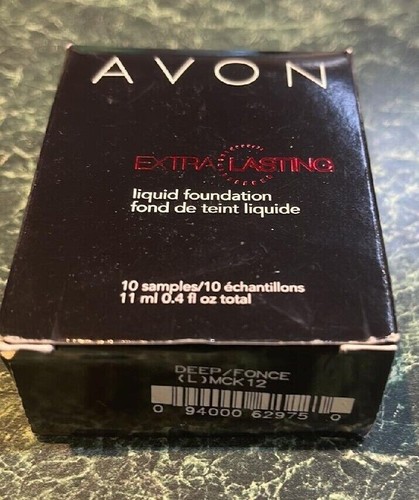 AVON
EXTRA LASTING
liquid foundation
fond de teint liquide
10 samples/10 échantillons
11 ml 0.4 fl oz total
DEEP/FONCE
(L)MCK12
0 94000 62975 0